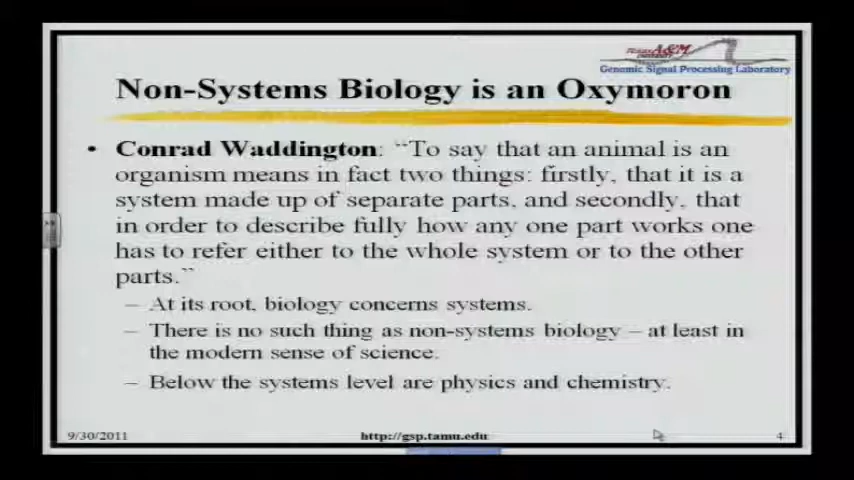 TEXAS A&M
UNIVERSITY
Genomic Signal Processing Laboratory
Non-Systems Biology is an Oxymoron
• Conrad Waddington: “To say that an animal is an
organism means in fact two things: firstly, that it is a
system made up of separate parts, and secondly, that
in order to describe fully how any one part works one
has to refer either to the whole system or to the other
parts.”
– At its root, biology concerns systems.
– There is no such thing as non-systems biology – at least in
the modern sense of science.
– Below the systems level are physics and chemistry.
9/30/2011
http://gsp.tamu.edu
4